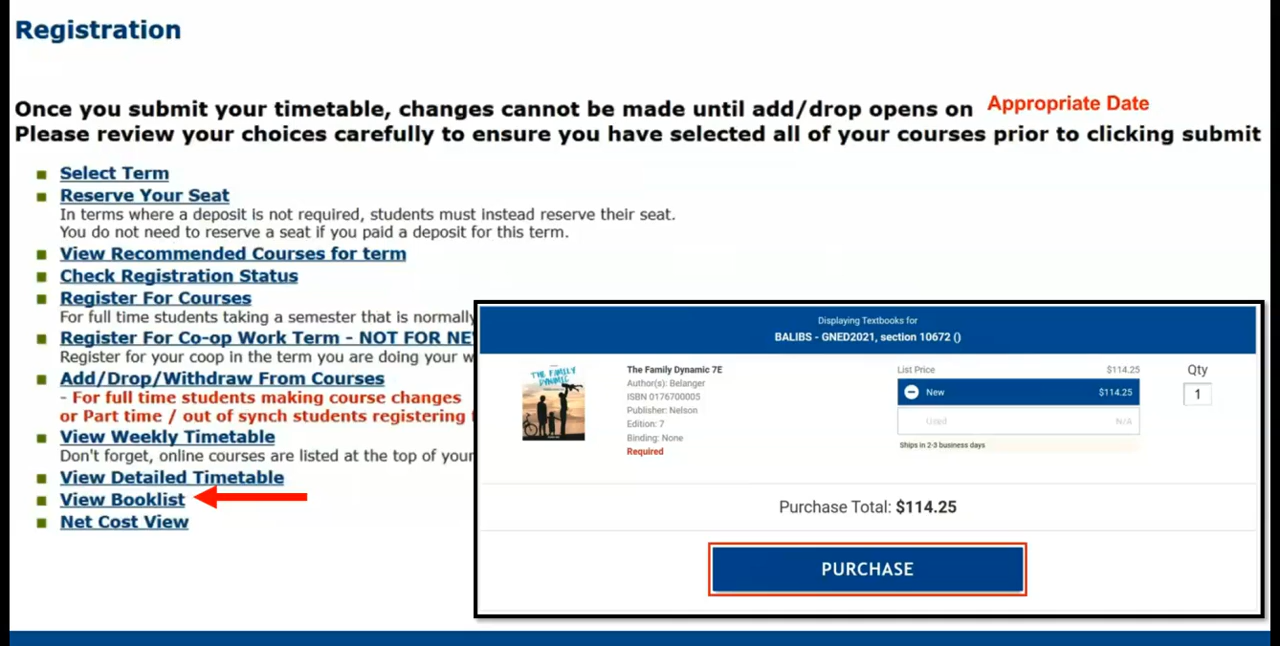 Registration
Once you submit your timetable, changes cannot be made until add/drop opens on Appropriate Date
Please review your choices carefully to ensure you have selected all of your courses prior to clicking submit
Select Term
Reserve Your Seat
In terms where a deposit is not required, students must instead reserve their seat.
You do not need to reserve a seat if you paid a deposit for this term.
View Recommended Courses for term
Check Registration Status
Register For Courses
For full time students taking a semester that is normally
Register For Co-op Work Term - NOT FOR NE
Register for your coop in the term you are doing your w
Add/Drop/Withdraw From Courses
- For full time students making course changes
or Part time / out of synch students registering
View Weekly Timetable
Don't forget, online courses are listed at the top of your
View Detailed Timetable
View Booklist
Net Cost View
Displaying Textbooks for
BALIBS - GNED2021, section 10672 ()
THE FAMILY
DYNAMIC
The Family Dynamic 7E
Author(s): Belanger
ISBN 0176700005
Publisher: Nelson
Edition: 7
Binding: None
Required
List Price $114.25
New $114.25
Used N/A
Ships in 2-3 business days
Qty
1
Purchase Total: $114.25
PURCHASE